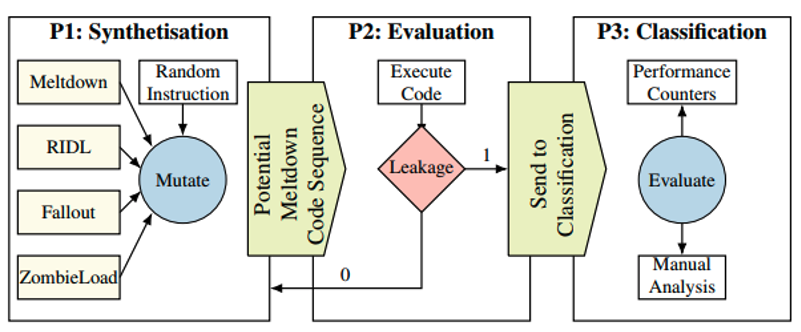 P1: Synthetisation
Meltdown
RIDL
Fallout
ZombieLoad
Random
Instruction
Mutate
Potential
Meltdown
Code Sequence
P2: Evaluation
Execute
Code
Leakage
1
0
Send to
Classification
P3: Classification
Performance
Counters
Evaluate
Manual
Analysis